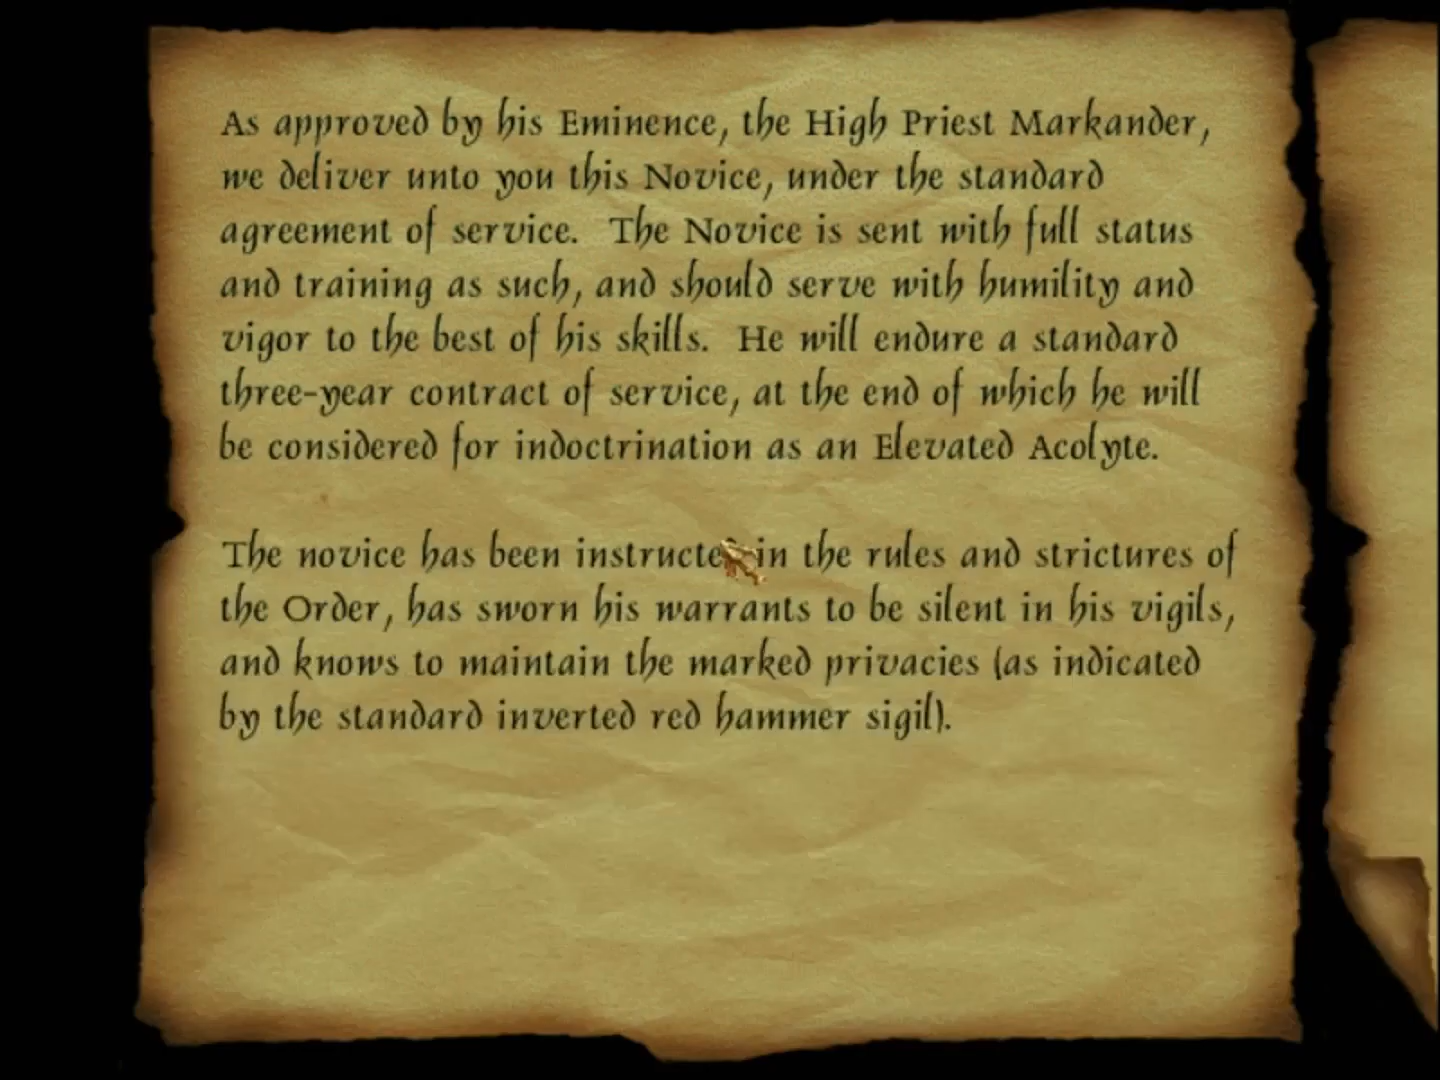 As approved by his Eminence, the High Priest Markander,
we deliver unto you this Novice, under the standard
agreement of service. The Novice is sent with full status
and training as such, and should serve with humility and
vigor to the best of his skills. He will endure a standard
three-year contract of service, at the end of which he will
be considered for indoctrination as an Elevated Acolyte.
The novice has been instructed in the rules and strictures of
the Order, has sworn his warrants to be silent in his vigils,
and knows to maintain the marked privacies (as indicated
by the standard inverted red hammer sigil).